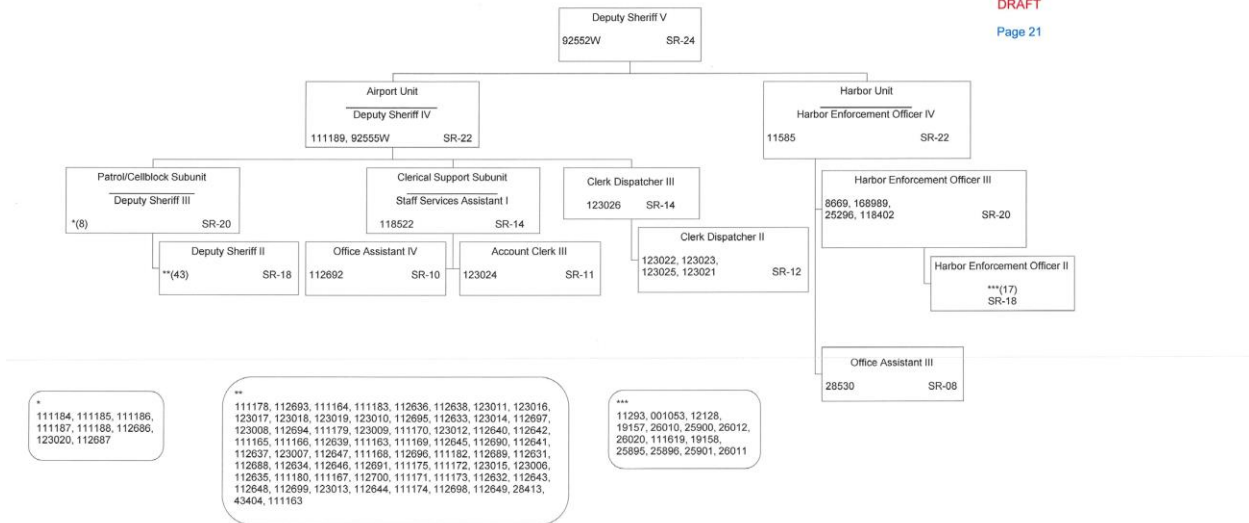 DRAFT
Page 21
Deputy Sheriff V
92552W SR-24
Airport Unit
Deputy Sheriff IV
111189, 92555W SR-22
Harbor Unit
Harbor Enforcement Officer IV
11585 SR-22
Patrol/Cellblock Subunit
Deputy Sheriff III
*(8) SR-20
Clerical Support Subunit
Staff Services Assistant I
118522 SR-14
Clerk Dispatcher III
123026 SR-14
Harbor Enforcement Officer III
8669, 168989,
25296, 118402 SR-20
Deputy Sheriff II
**(43) SR-18
Office Assistant IV
112692 SR-10
Account Clerk III
123024 SR-11
Clerk Dispatcher II
123022, 123023,
123025, 123021 SR-12
Harbor Enforcement Officer II
***(17)
SR-18
Office Assistant III
28530 SR-08
*
111184, 111185, 111186,
111187, 111188, 112686,
123020, 112687
**
111178, 112693, 111164, 111183, 112636, 112638, 123011, 123016,
123017, 123018, 123019, 123010, 112695, 112633, 123014, 112697,
123008, 112694, 111179, 123009, 111170, 123012, 112640, 112642,
111165, 111166, 112639, 111163, 111169, 112645, 112690, 112641,
112637, 123007, 112647, 111168, 112696, 111182, 112689, 112631,
112688, 112634, 112646, 112691, 111175, 111172, 123015, 123006,
112635, 111180, 111167, 112700, 111171, 111173, 112632, 112643,
112648, 112699, 123013, 112644, 111174, 112698, 112649, 28413,
43404, 111163
***
11293, 001053, 12128,
19157, 26010, 25900, 26012,
26020, 111619, 19158,
25895, 25896, 25901, 26011